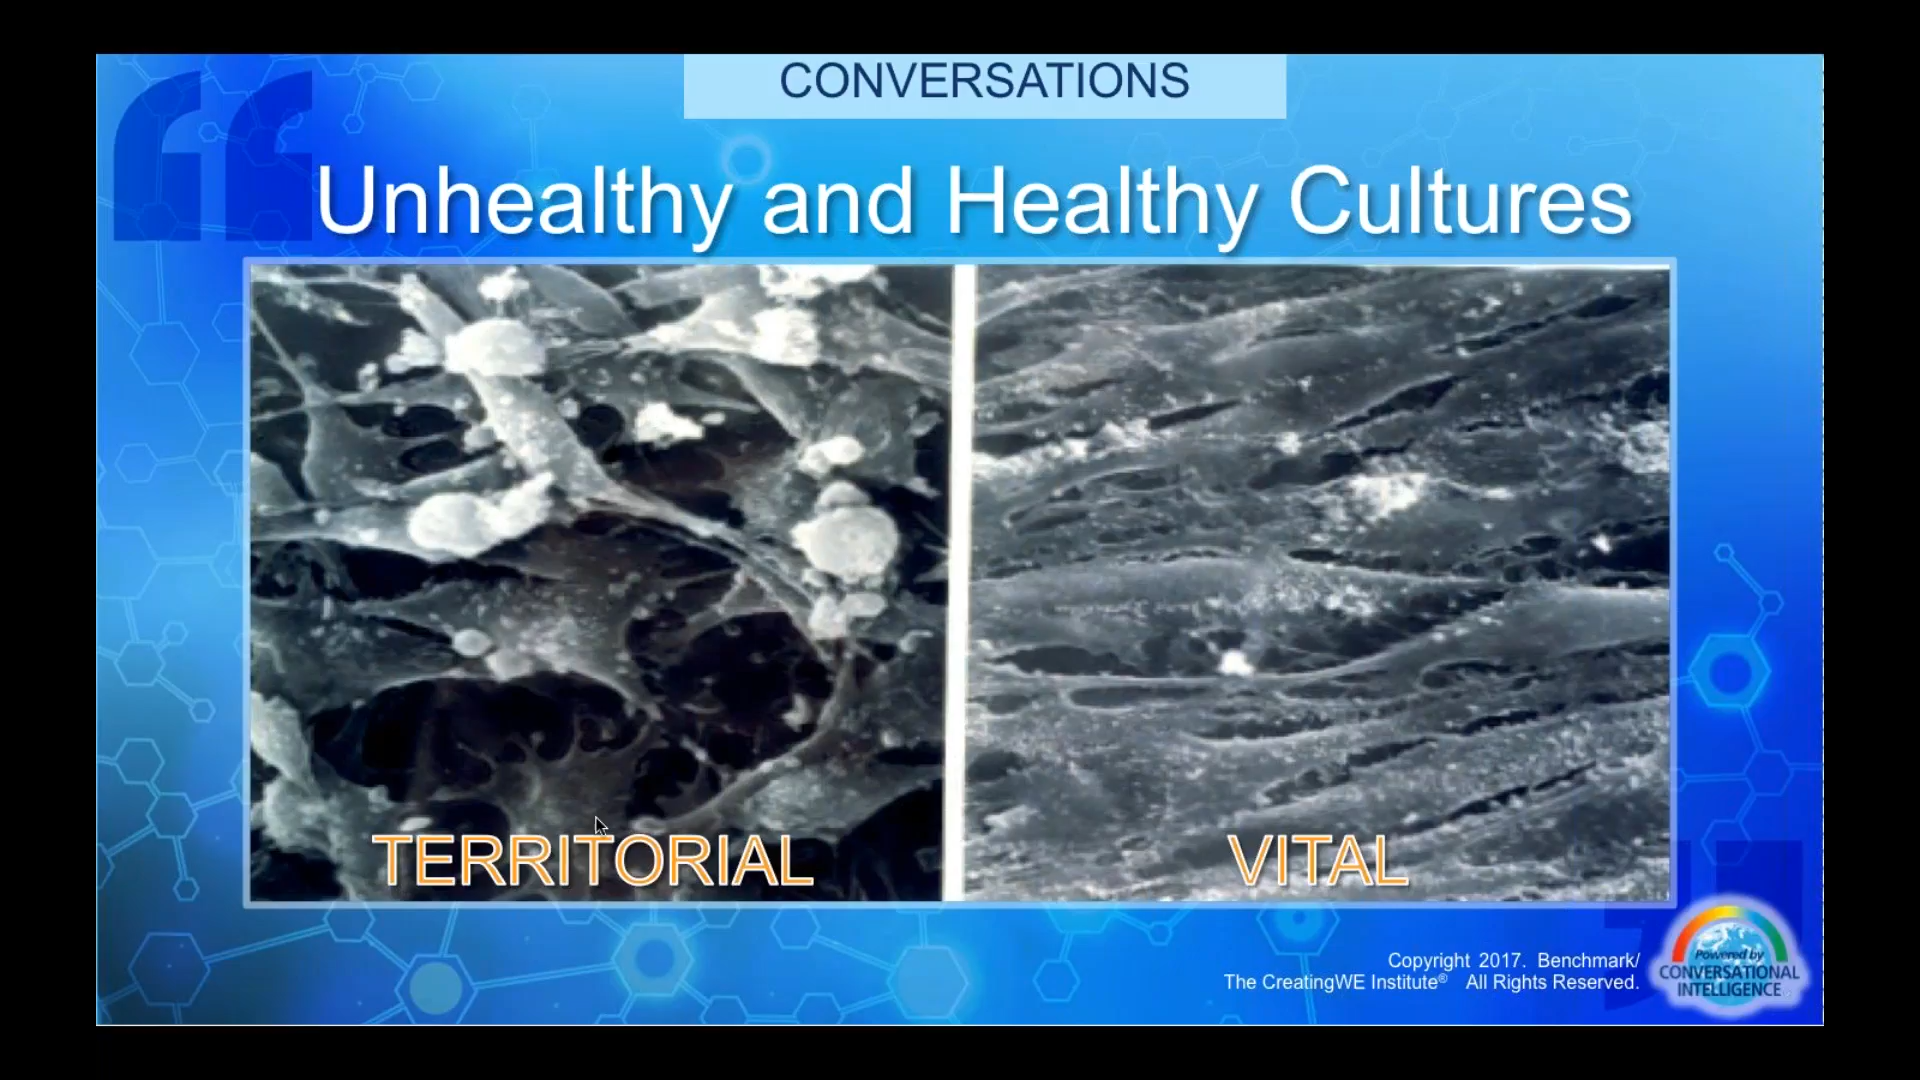 CONVERSATIONS
Unhealthy and Healthy Cultures
TERRITORIAL
VITAL
Copyright 2017. Benchmark/
The CreatingWE Institute® All Rights Reserved.
Powered by
CONVERSATIONAL
INTELLIGENCE